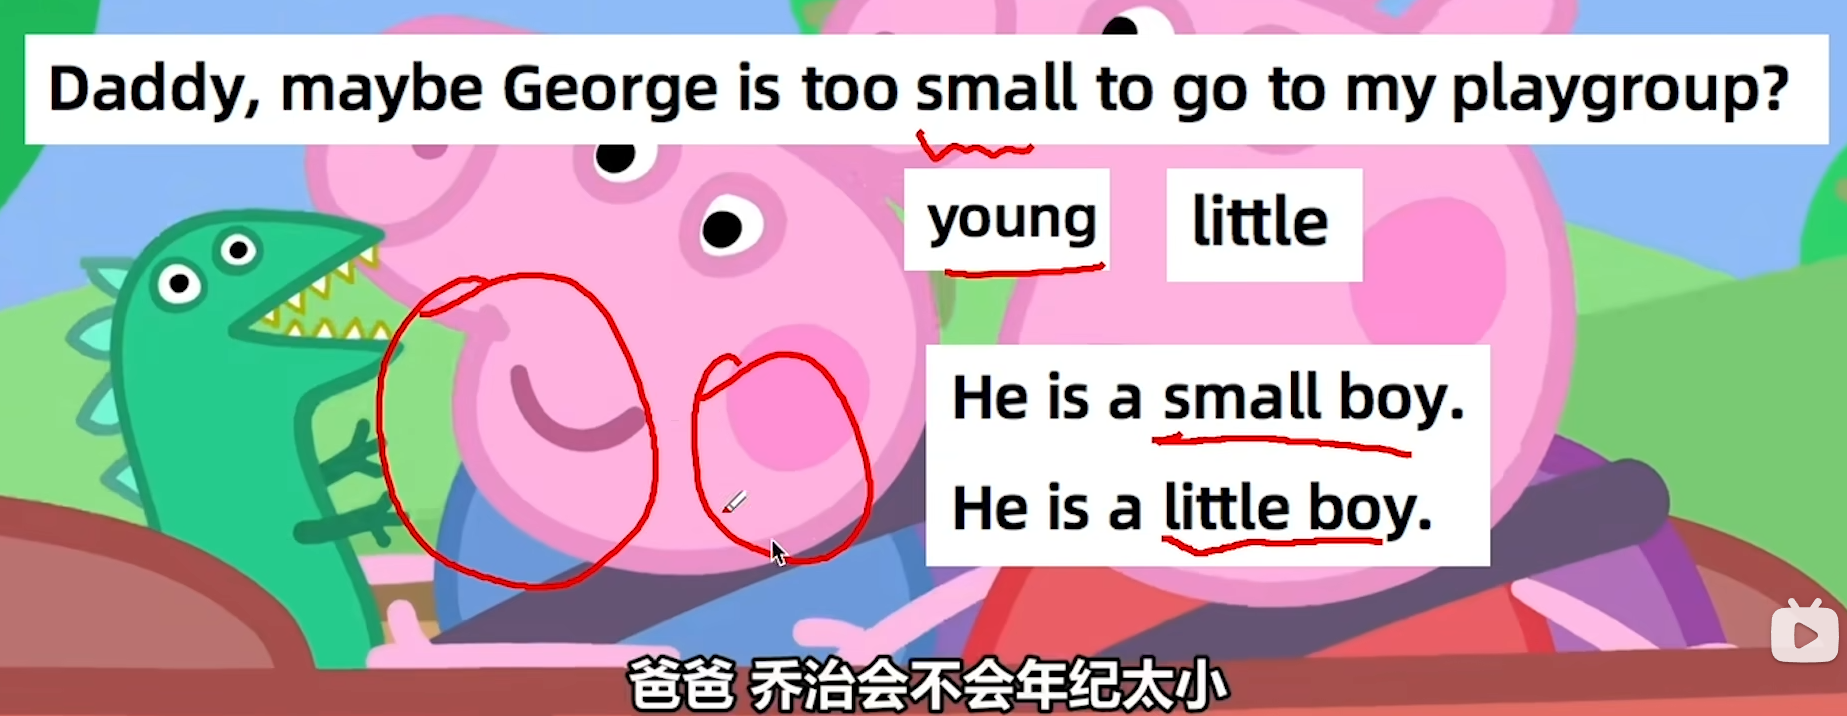 Daddy, maybe George is too small to go to my playgroup?
young
little
He is a small boy.
He is a little boy.
爸爸 乔治会不会年纪太小